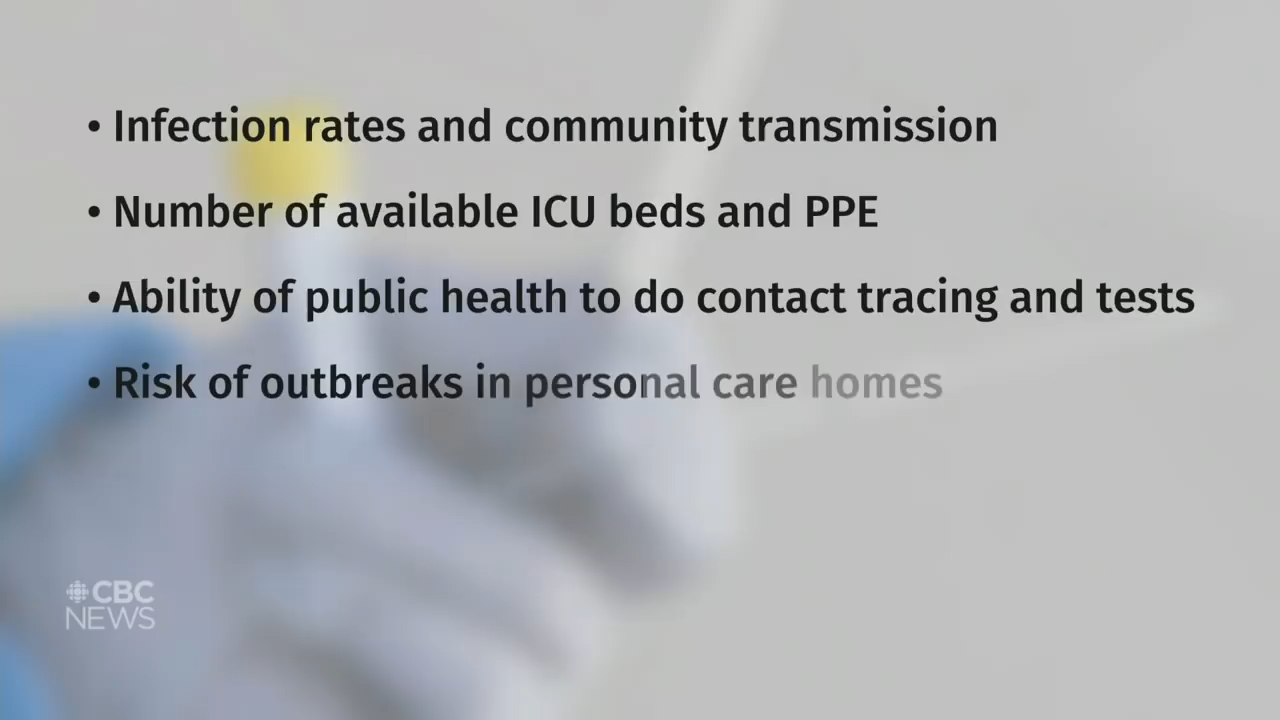 • Infection rates and community transmission
• Number of available ICU beds and PPE
• Ability of public health to do contact tracing and tests
• Risk of outbreaks in personal care homes
CBC
NEWS